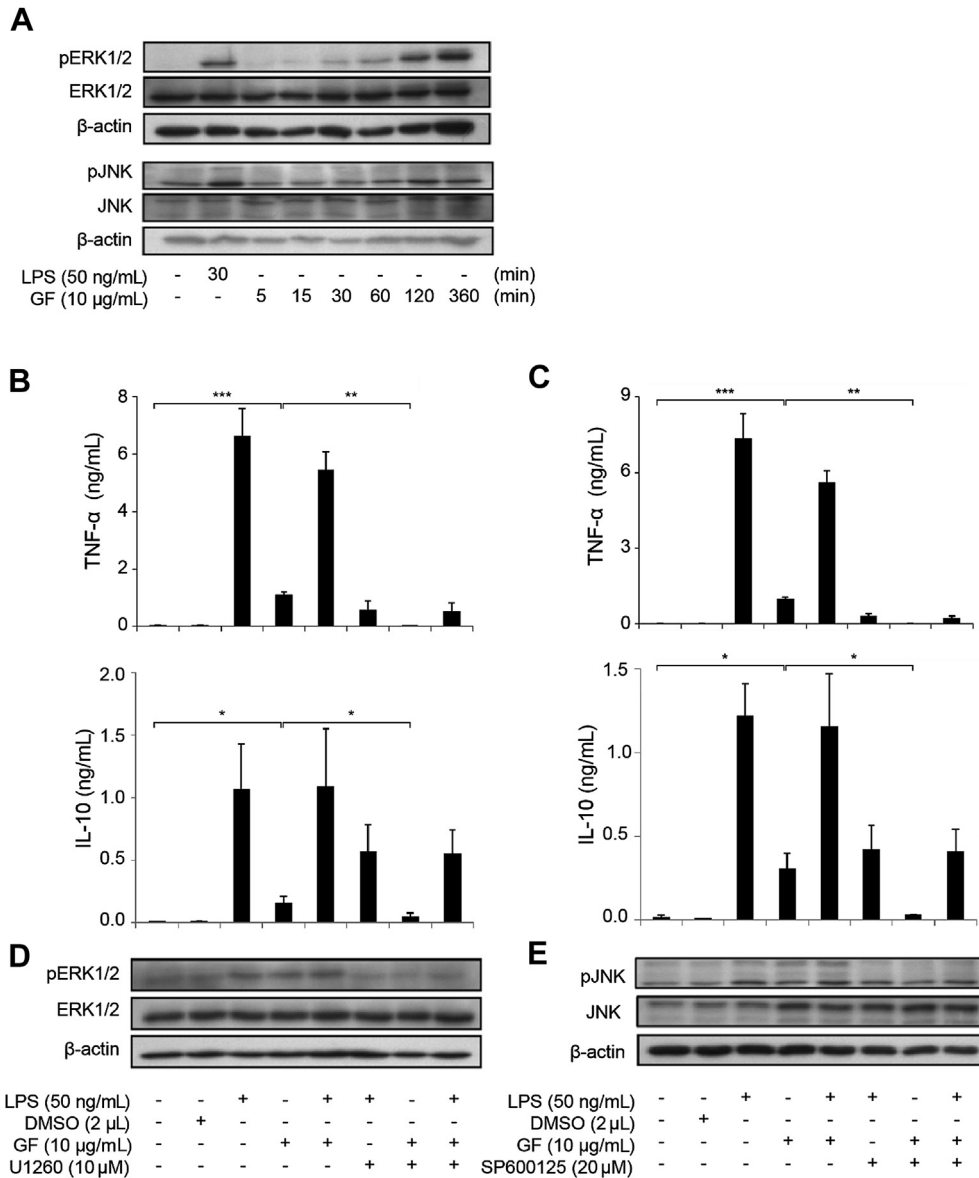 A
pERK1/2
ERK1/2
β-actin
pJNK
JNK
β-actin
LPS (50 ng/mL) - 30 - - - - - - (min)
GF (10 µg/mL) - - 5 15 30 60 120 360 (min)
B
*** **
8
6
4
2
0
TNF-α (ng/mL)
* *
2.0
1.5
1.0
0.5
0.0
IL-10 (ng/mL)
C
*** **
9
6
3
0
TNF-α (ng/mL)
* *
1.5
1.0
0.5
0.0
IL-10 (ng/mL)
D
pERK1/2
ERK1/2
β-actin
LPS (50 ng/mL) - - + - + + - +
DMSO (2 µL) - + - - - - - -
GF (10 µg/mL) - - - + + - + +
U1260 (10 µM) - - - - - + + +
E
pJNK
JNK
β-actin
LPS (50 ng/mL) - - + - + + - +
DMSO (2 µL) - + - - - - - -
GF (10 µg/mL) - - - + + - + +
SP600125 (20 µM) - - - - - + + +